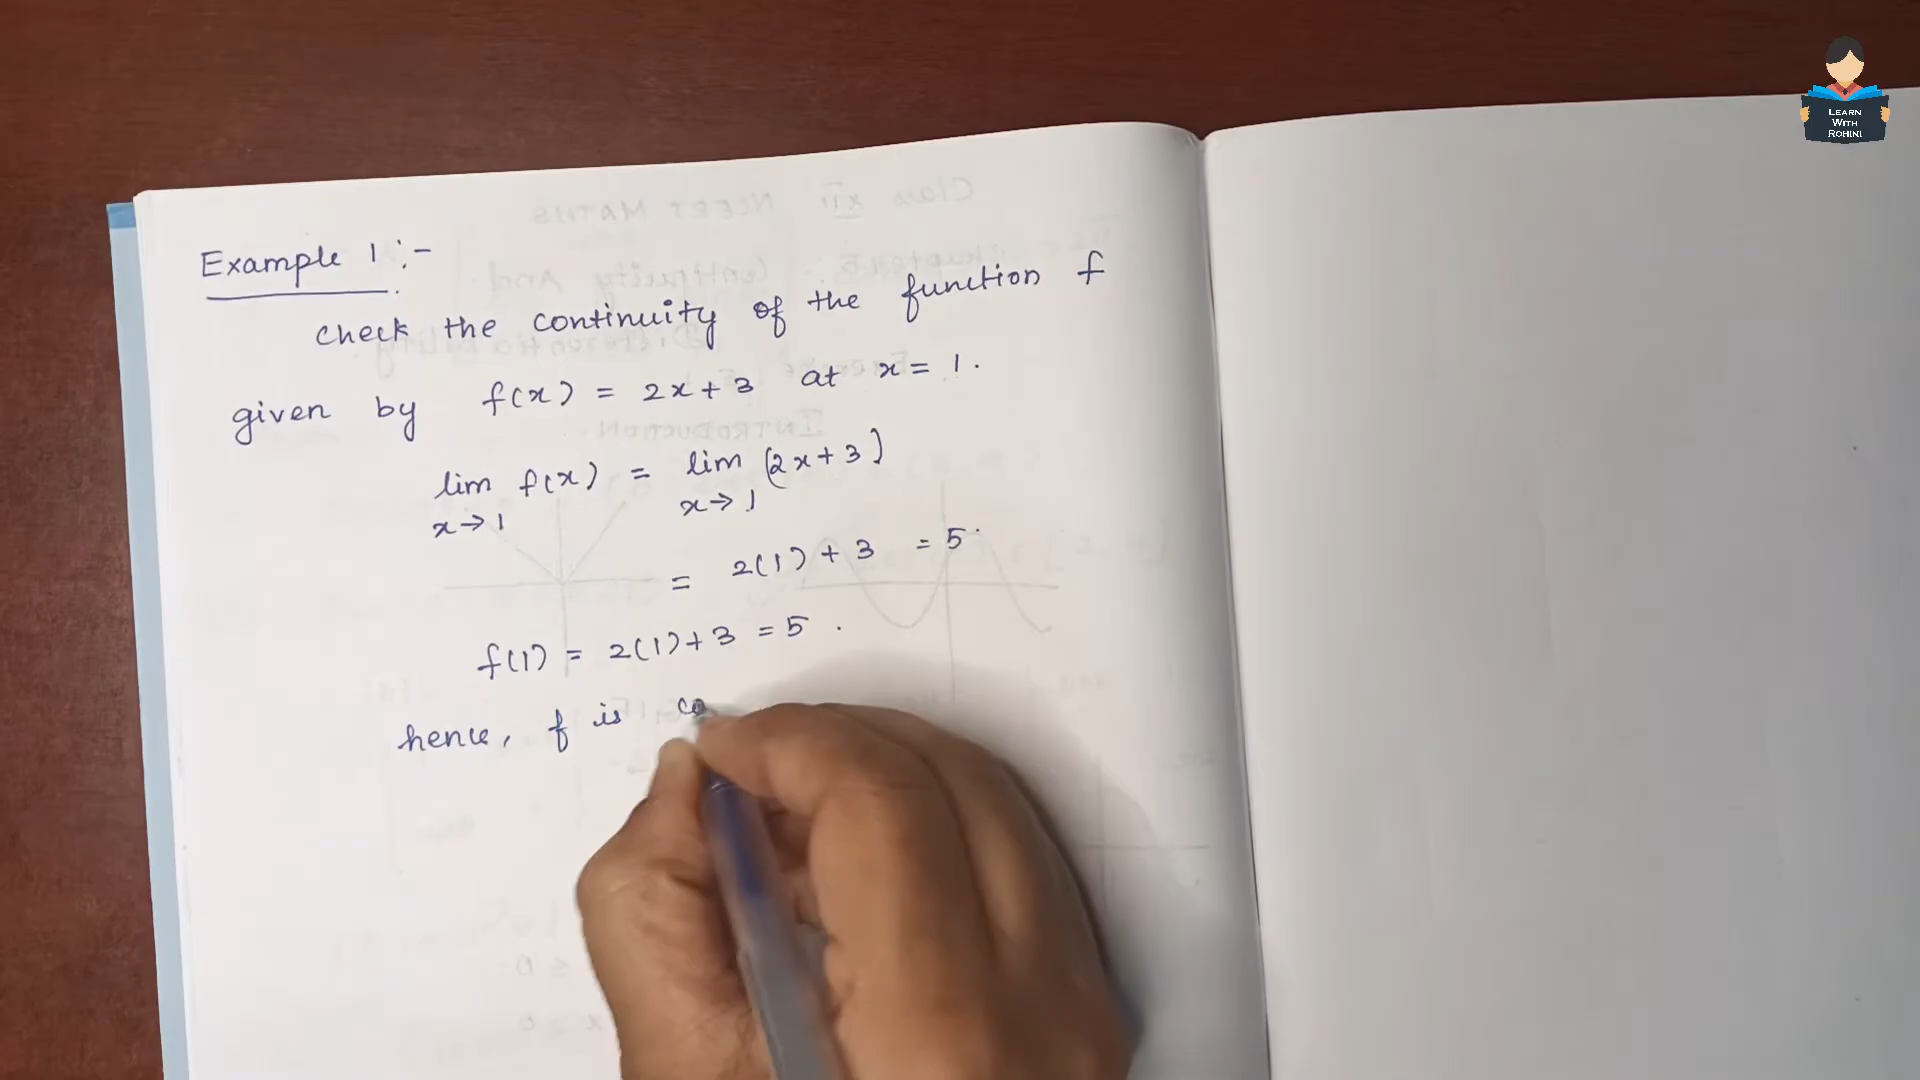 Example 1 :-
Check the continuity of the function f
given by f(x) = 2x+3 at x = 1.
lim f(x) = lim (2x+3)
x→1 x→1
= 2(1)+3 = 5.
f(1) = 2(1)+3 = 5 .
hence, f is co
LEARN
WITH
ROHINI